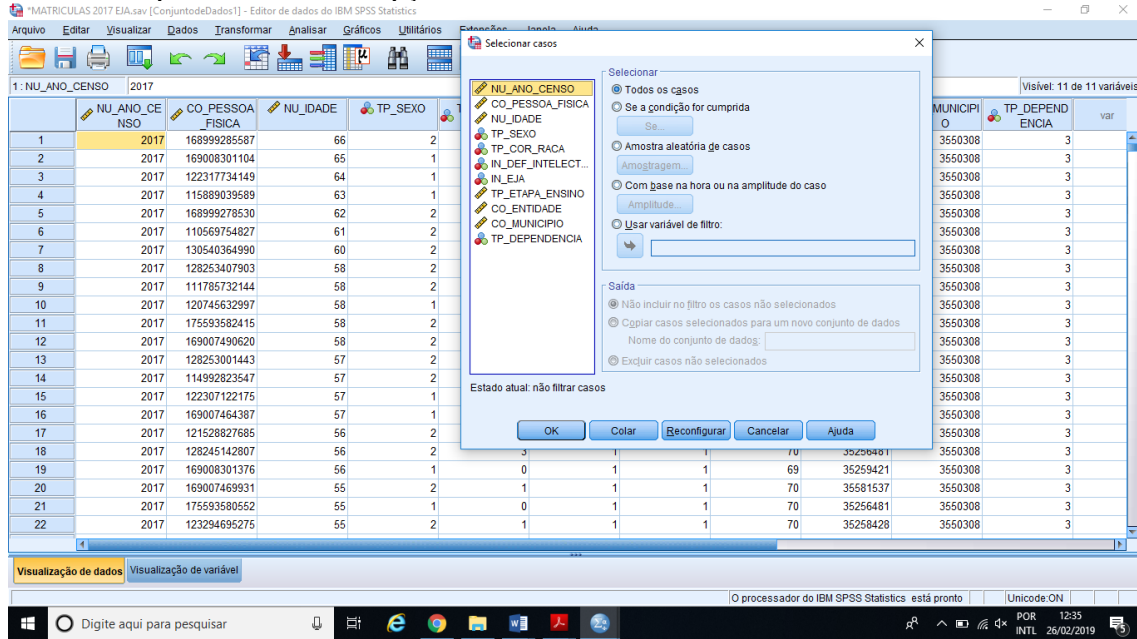 *MATRICULAS 2017 EJA.sav [ConjuntodeDados1] - Editor de dados do IBM SPSS Statistics
Arquivo Editar Visualizar Dados Transformar Analisar Gráficos Utilitários Extensões Janela Ajuda
1 : NU_ANO_CENSO 2017
Visível: 11 de 11 variáveis
NU_ANO_CENSO CO_PESSOA_FISICA NU_IDADE TP_SEXO MUNICIPIO TP_DEPENDENCIA var
1 2017 168999285587 66 2 3550308 3
2 2017 169008301104 65 1 3550308 3
3 2017 122317734149 64 1 3550308 3
4 2017 115889039589 63 1 3550308 3
5 2017 168999278530 62 2 3550308 3
6 2017 110569754827 61 2 3550308 3
7 2017 130540364990 60 2 3550308 3
8 2017 128253407903 58 2 3550308 3
9 2017 111785732144 58 2 3550308 3
10 2017 120745632997 58 1 3550308 3
11 2017 175593582415 58 2 3550308 3
12 2017 169007490620 58 2 3550308 3
13 2017 128253001443 57 2 3550308 3
14 2017 114992823547 57 2 3550308 3
15 2017 122307122175 57 1 3550308 3
16 2017 169007464387 57 1 3550308 3
17 2017 121528827685 56 2 3550308 3
18 2017 128245142807 56 2 3 1 1 70 35256481 3550308 3
19 2017 169008301376 56 1 0 1 1 69 35259421 3550308 3
20 2017 169007469931 55 2 1 1 1 70 35581537 3550308 3
21 2017 175593580552 55 1 0 1 1 70 35256481 3550308 3
22 2017 123294695275 55 2 1 1 1 70 35258428 3550308 3
Selecionar casos
NU_ANO_CENSO
CO_PESSOA_FISICA
NU_IDADE
TP_SEXO
TP_COR_RACA
IN_DEF_INTELECT...
IN_EJA
TP_ETAPA_ENSINO
CO_ENTIDADE
CO_MUNICIPIO
TP_DEPENDENCIA
Selecionar
Todos os casos
Se a condição for cumprida
Se...
Amostra aleatória de casos
Amostragem...
Com base na hora ou na amplitude do caso
Amplitude...
Usar variável de filtro:
Saída
Não incluir no filtro os casos não selecionados
Copiar casos selecionados para um novo conjunto de dados
Nome do conjunto de dados:
Excluir casos não selecionados
Estado atual: não filtrar casos
OK Colar Reconfigurar Cancelar Ajuda
Visualização de dados Visualização de variável
O processador do IBM SPSS Statistics está pronto Unicode:ON
Digite aqui para pesquisar
POR 12:35
INTL 26/02/2019
5